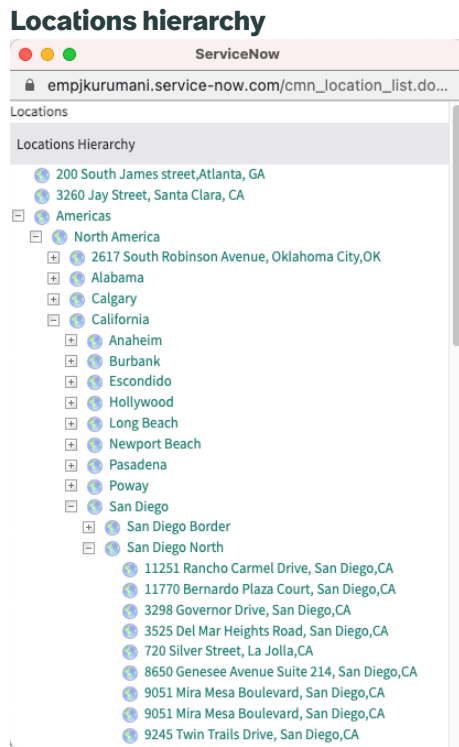 Locations hierarchy
ServiceNow
empjkurumani.service-now.com/cmn_location_list.do...
Locations
Locations Hierarchy
200 South James street,Atlanta, GA
3260 Jay Street, Santa Clara, CA
Americas
North America
2617 South Robinson Avenue, Oklahoma City,OK
Alabama
Calgary
California
Anaheim
Burbank
Escondido
Hollywood
Long Beach
Newport Beach
Pasadena
Poway
San Diego
San Diego Border
San Diego North
11251 Rancho Carmel Drive, San Diego,CA
11770 Bernardo Plaza Court, San Diego,CA
3298 Governor Drive, San Diego,CA
3525 Del Mar Heights Road, San Diego,CA
720 Silver Street, La Jolla,CA
8650 Genesee Avenue Suite 214, San Diego,CA
9051 Mira Mesa Boulevard, San Diego,CA
9051 Mira Mesa Boulevard, San Diego,CA
9245 Twin Trails Drive, San Diego,CA